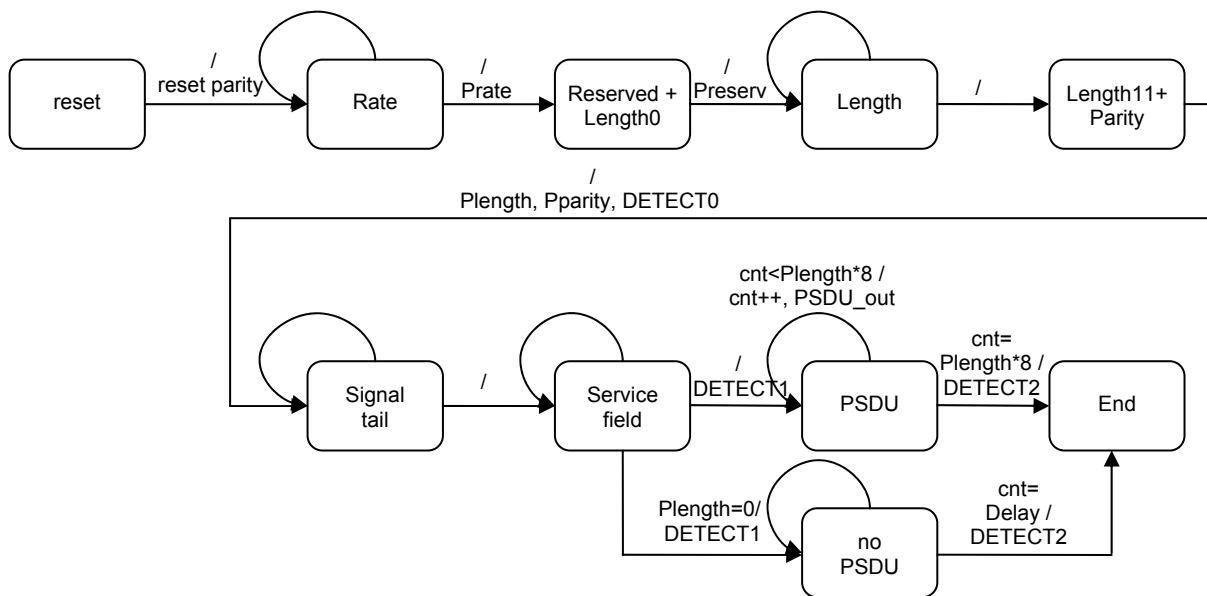 reset
/
reset parity
Rate
/
Prate
Reserved +
Length0
/
Preserv
Length
/
Length11+
Parity
/
Plength, Pparity, DETECT0
Signal
tail
/
Service
field
/
DETECT1
cnt<Plength*8 /
cnt++, PSDU_out
PSDU
cnt=
Plength*8 /
DETECT2
End
Plength=0/
DETECT1
no
PSDU
cnt=
Delay /
DETECT2